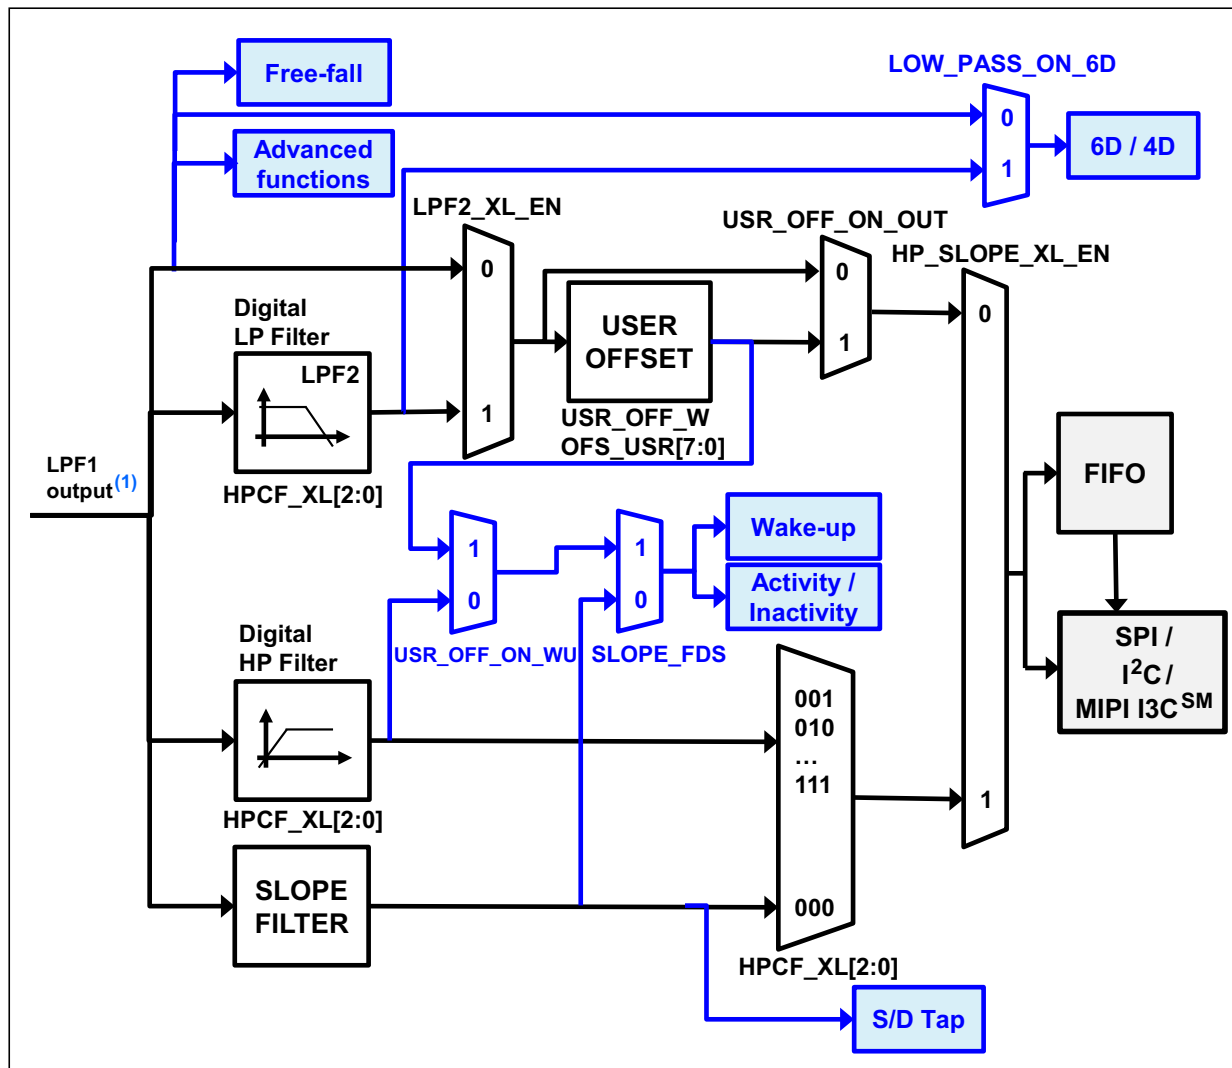 Free-fall
LOW_PASS_ON_6D
0
1
6D / 4D
Advanced
functions
LPF2_XL_EN
0
1
USR_OFF_ON_OUT
0
1
HP_SLOPE_XL_EN
0
1
Digital
LP Filter
LPF2
HPCF_XL[2:0]
USER
OFFSET
USR_OFF_W
OFS_USR[7:0]
LPF1
output(1)
FIFO
1
0
USR_OFF_ON_WU
1
0
SLOPE_FDS
Wake-up
Activity /
Inactivity
SPI /
I2C /
MIPI I3CSM
Digital
HP Filter
HPCF_XL[2:0]
001
010
...
111
000
HPCF_XL[2:0]
SLOPE
FILTER
S/D Tap